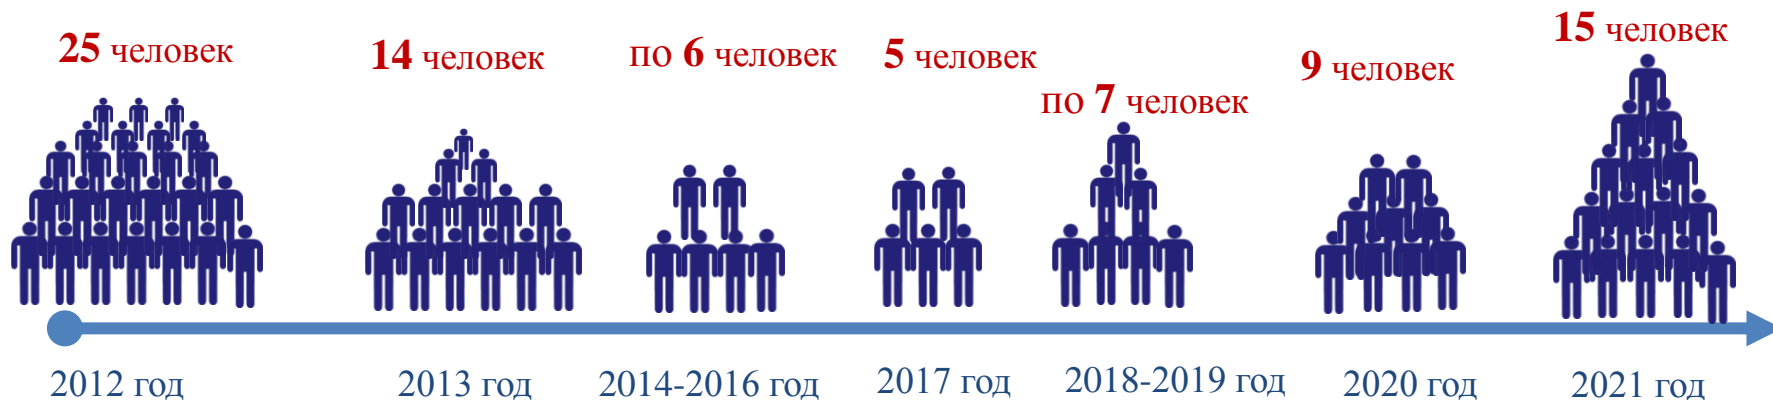 25 человек
14 человек
по 6 человек
5 человек
по 7 человек
9 человек
15 человек
2012 год
2013 год
2014-2016 год
2017 год
2018-2019 год
2020 год
2021 год